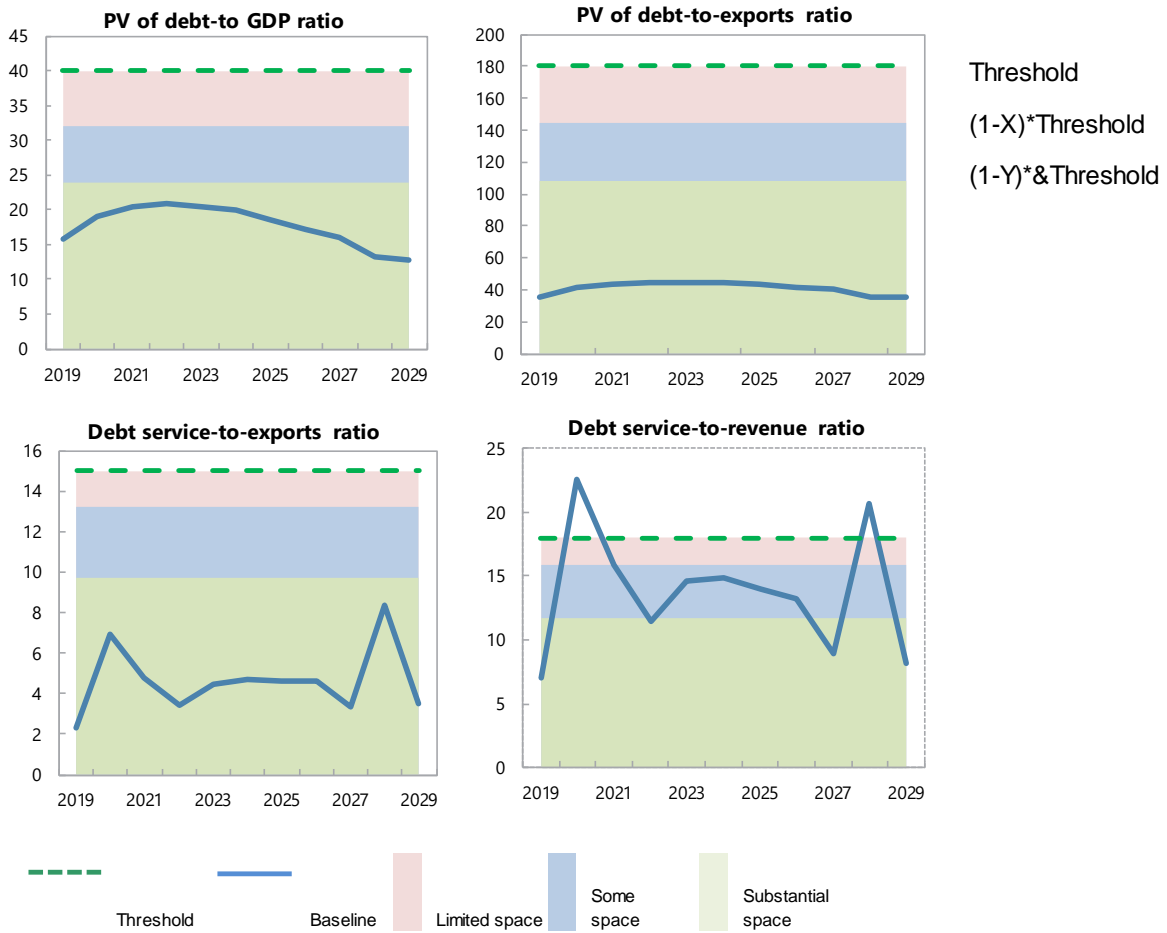 PV of debt-to GDP ratio
45
40
35
30
25
20
15
10
5
0
2019 2021 2023 2025 2027 2029
PV of debt-to-exports ratio
200
180
160
140
120
100
80
60
40
20
0
2019 2021 2023 2025 2027 2029
Threshold
(1-X)*Threshold
(1-Y)*&Threshold
Debt service-to-exports ratio
16
14
12
10
8
6
4
2
0
2019 2021 2023 2025 2027 2029
Debt service-to-revenue ratio
25
20
15
10
5
0
2019 2021 2023 2025 2027 2029
Threshold
Baseline
Limited space
Some
space
Substantial
space